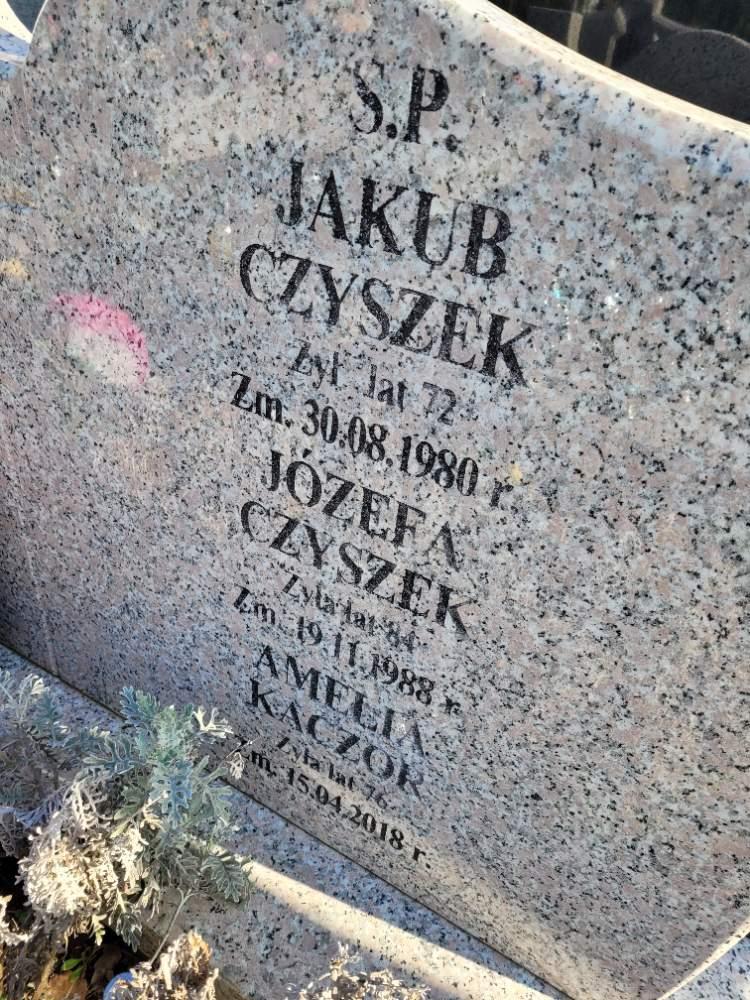 S.P.
JAKUB
CZYSZEK
Żył lat 72
Zm. 30.08.1980 r.
JÓZEFA
CZYSZEK
Żyła lat 84
Zm. 19.11.1988 r.
AMELIA
KACZOR
Żyła lat 76
Zm. 15.04.2018 r.